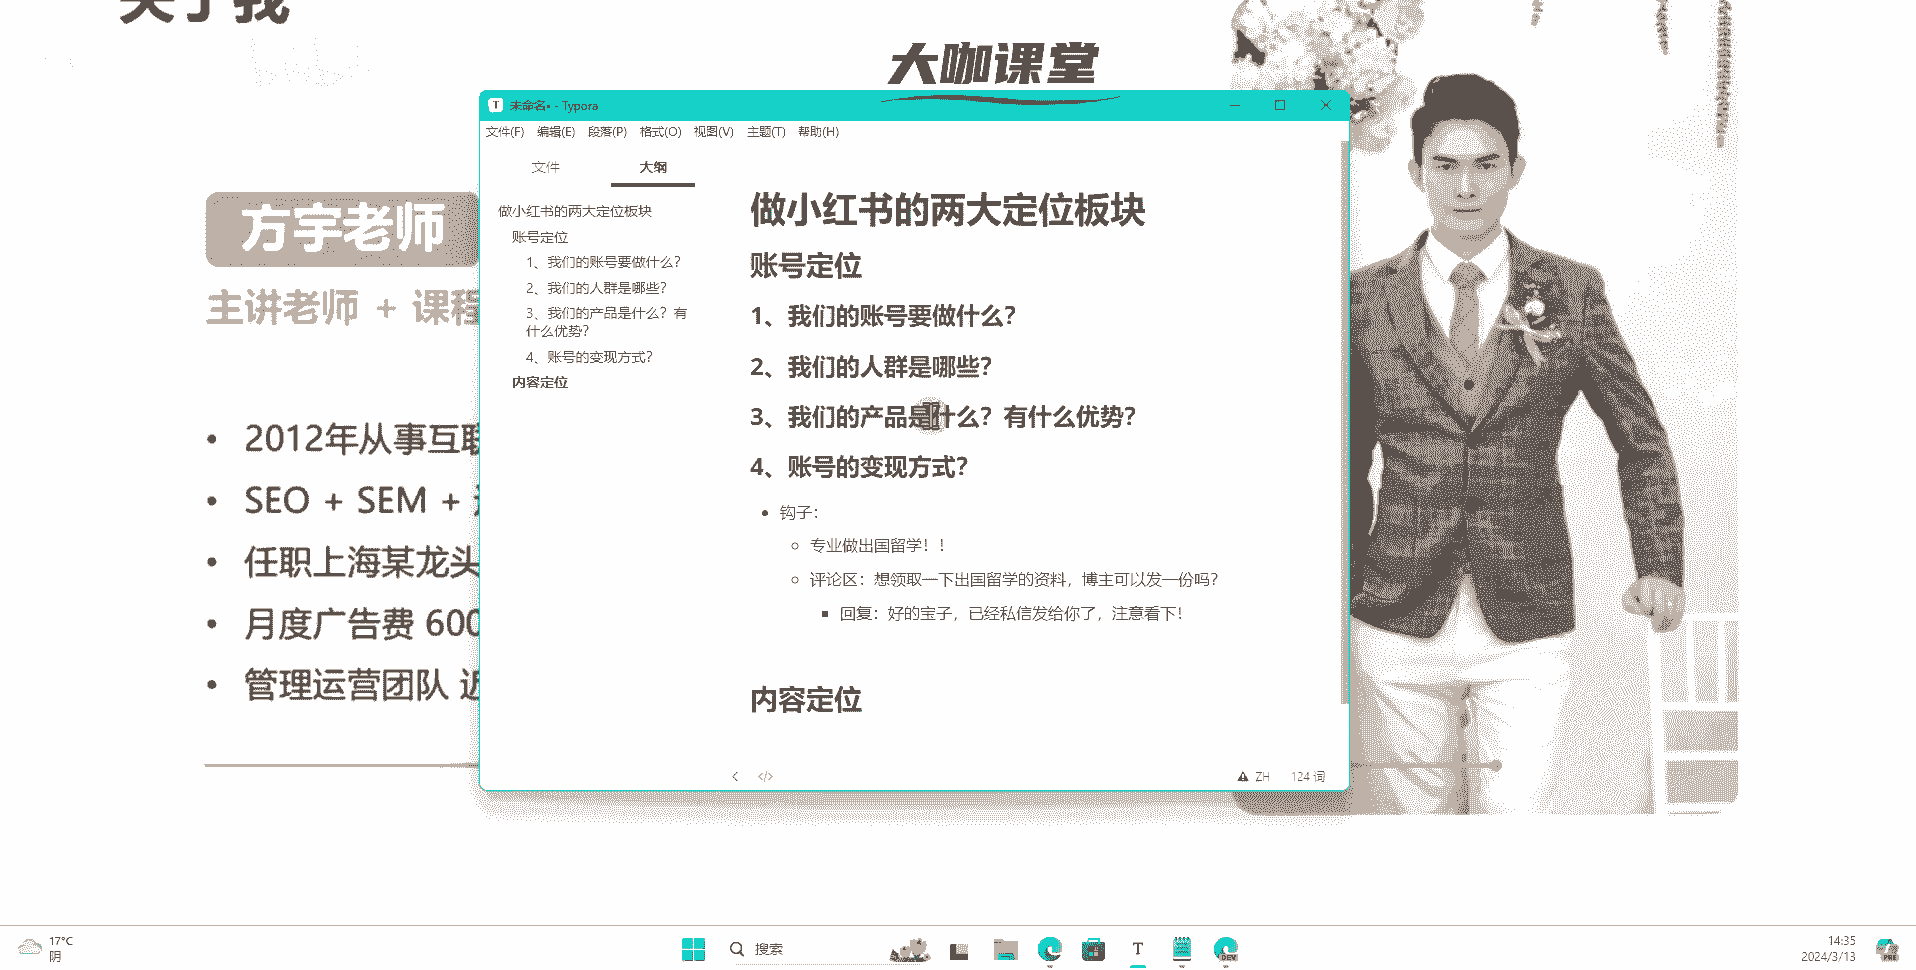 关于我
大咖课堂
方宇老师
主讲老师 + 课程
2012年从事互联
SEO + SEM +
任职上海某龙头
月度广告费 600
管理运营团队 近
未命名• - Typora
文件(F) 编辑(E) 段落(P) 格式(O) 视图(V) 主题(T) 帮助(H)
文件 大纲
做小红书的两大定位板块
账号定位
1、我们的账号要做什么？
2、我们的人群是哪些？
3、我们的产品是什么？有
什么优势？
4、账号的变现方式？
内容定位
做小红书的两大定位板块
账号定位
1、我们的账号要做什么？
2、我们的人群是哪些？
3、我们的产品是什么？有什么优势？
4、账号的变现方式？
钩子：
专业做出国留学！！
评论区：想领取一下出国留学的资料，博主可以发一份吗？
回复：好的宝子，已经私信发给你了，注意看下！
内容定位
ZH 124 词
17°C
阴
搜索
T
DEV
14:35
2024/3/13
PRE